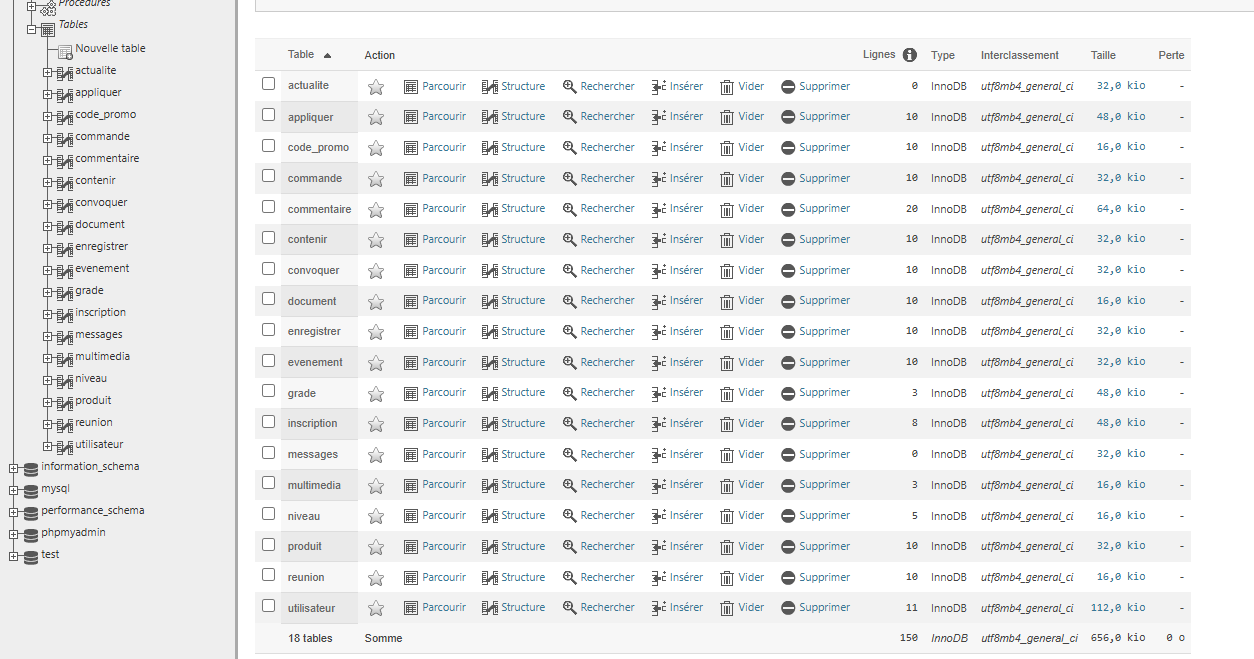 Procédures
Tables
Nouvelle table
actualite
appliquer
code_promo
commande
commentaire
contenir
convoquer
document
enregistrer
evenement
grade
inscription
messages
multimedia
niveau
produit
reunion
utilisateur
information_schema
mysql
performance_schema
phpmyadmin
test
Table Action Lignes Type Interclassement Taille Perte
actualite Parcourir Structure Rechercher Insérer Vider Supprimer 0 InnoDB utf8mb4_general_ci 32,0 kio -
appliquer Parcourir Structure Rechercher Insérer Vider Supprimer 10 InnoDB utf8mb4_general_ci 48,0 kio -
code_promo Parcourir Structure Rechercher Insérer Vider Supprimer 10 InnoDB utf8mb4_general_ci 16,0 kio -
commande Parcourir Structure Rechercher Insérer Vider Supprimer 10 InnoDB utf8mb4_general_ci 32,0 kio -
commentaire Parcourir Structure Rechercher Insérer Vider Supprimer 20 InnoDB utf8mb4_general_ci 64,0 kio -
contenir Parcourir Structure Rechercher Insérer Vider Supprimer 10 InnoDB utf8mb4_general_ci 32,0 kio -
convoquer Parcourir Structure Rechercher Insérer Vider Supprimer 10 InnoDB utf8mb4_general_ci 32,0 kio -
document Parcourir Structure Rechercher Insérer Vider Supprimer 10 InnoDB utf8mb4_general_ci 16,0 kio -
enregistrer Parcourir Structure Rechercher Insérer Vider Supprimer 10 InnoDB utf8mb4_general_ci 32,0 kio -
evenement Parcourir Structure Rechercher Insérer Vider Supprimer 10 InnoDB utf8mb4_general_ci 32,0 kio -
grade Parcourir Structure Rechercher Insérer Vider Supprimer 3 InnoDB utf8mb4_general_ci 48,0 kio -
inscription Parcourir Structure Rechercher Insérer Vider Supprimer 8 InnoDB utf8mb4_general_ci 48,0 kio -
messages Parcourir Structure Rechercher Insérer Vider Supprimer 0 InnoDB utf8mb4_general_ci 32,0 kio -
multimedia Parcourir Structure Rechercher Insérer Vider Supprimer 3 InnoDB utf8mb4_general_ci 16,0 kio -
niveau Parcourir Structure Rechercher Insérer Vider Supprimer 5 InnoDB utf8mb4_general_ci 16,0 kio -
produit Parcourir Structure Rechercher Insérer Vider Supprimer 10 InnoDB utf8mb4_general_ci 32,0 kio -
reunion Parcourir Structure Rechercher Insérer Vider Supprimer 10 InnoDB utf8mb4_general_ci 16,0 kio -
utilisateur Parcourir Structure Rechercher Insérer Vider Supprimer 11 InnoDB utf8mb4_general_ci 112,0 kio -
18 tables Somme 150 InnoDB utf8mb4_general_ci 656,0 kio 0 o